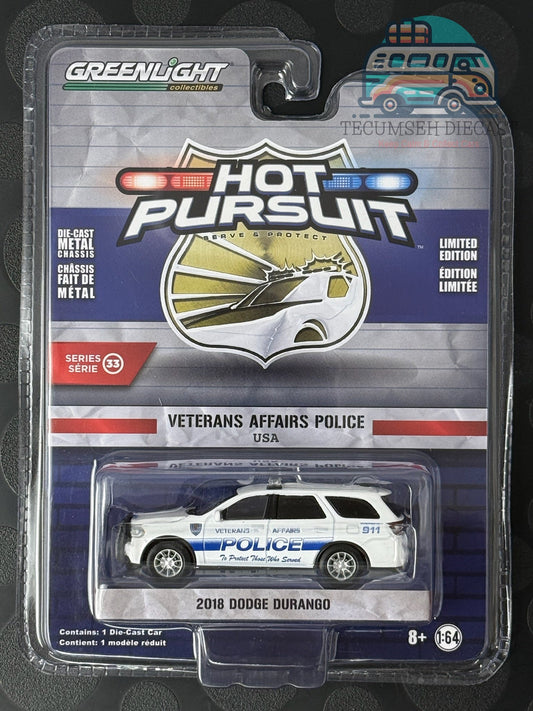 GREENLIGHT
collectibles
TECUMSEH DIECAS
HOT
PURSUIT
™
SERVE & PROTECT
DIE-CAST
METAL
CHASSIS
CHÂSSIS
FAIT DE
MÉTAL
LIMITED
EDITION
ÉDITION
LIMITÉE
SERIES
SÉRIE
33
VETERANS AFFAIRS POLICE
USA
VETERANS AFFAIRS
POLICE
To Protect Those Who Served
911
2018 DODGE DURANGO
Contains: 1 Die-Cast Car
Contient: 1 modèle réduit
8+
1:64